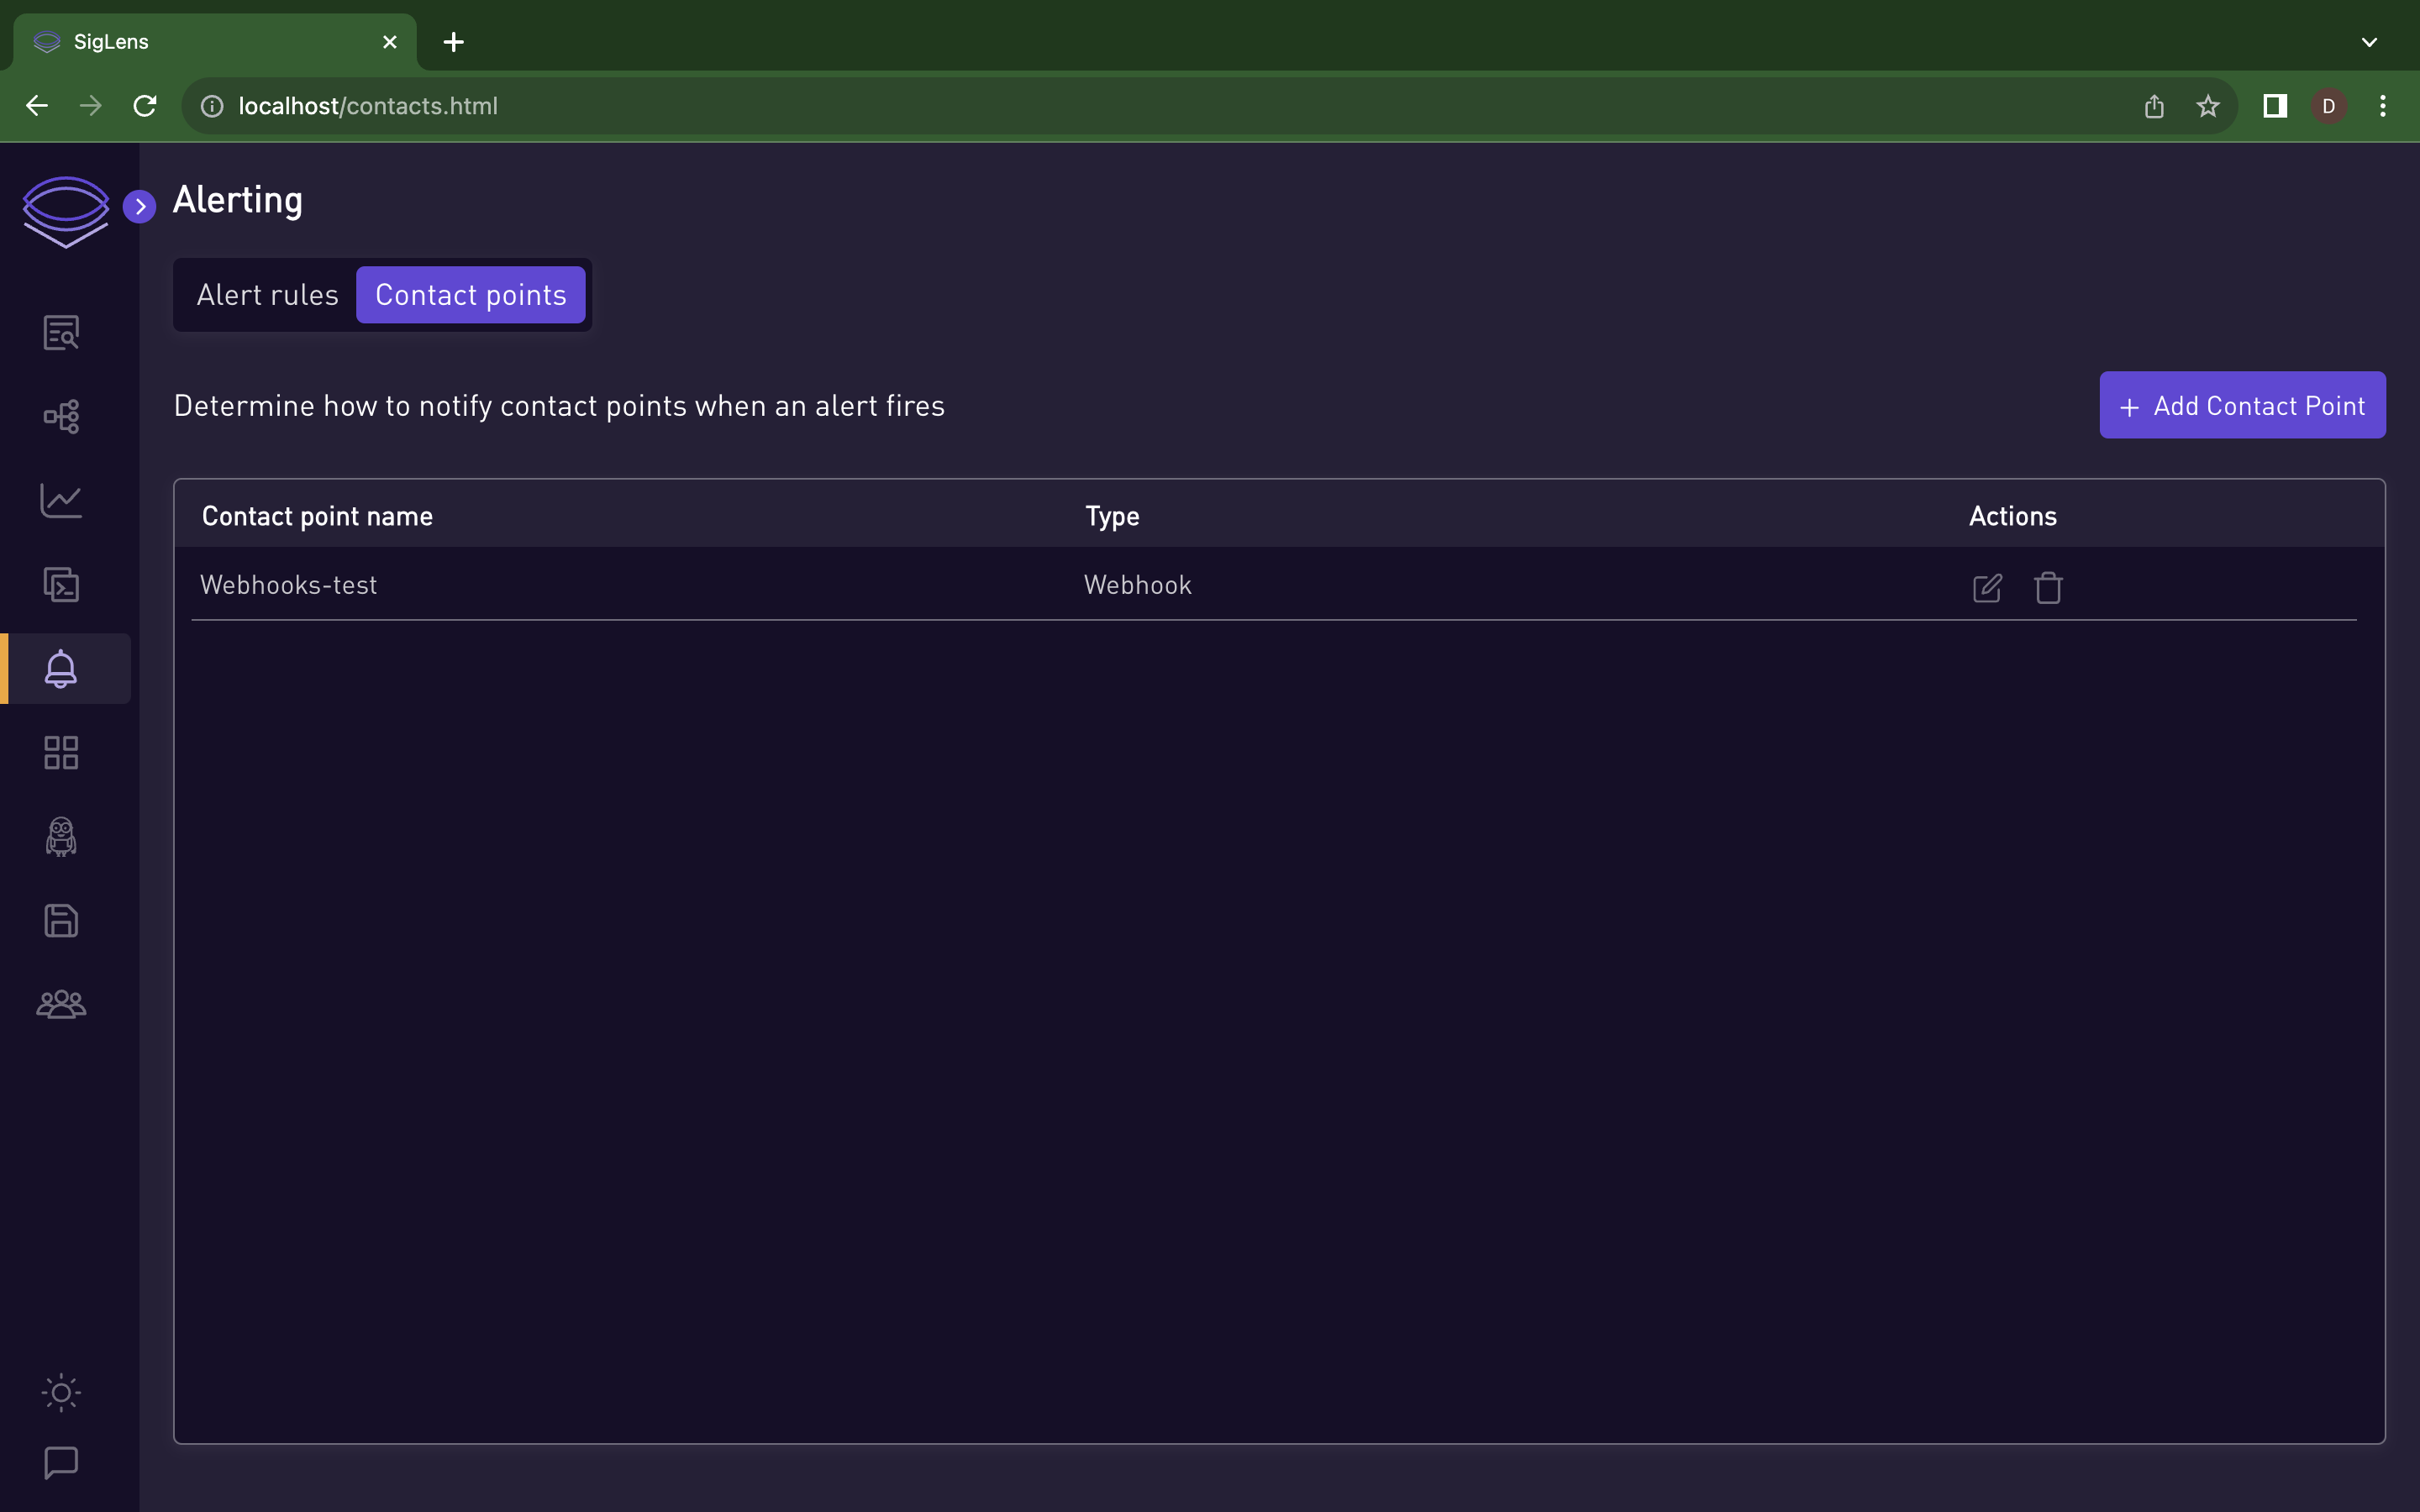 SigLens
localhost/contacts.html
D
Alerting
Alert rules Contact points
Determine how to notify contact points when an alert fires
+ Add Contact Point
Contact point name Type Actions
Webhooks-test Webhook